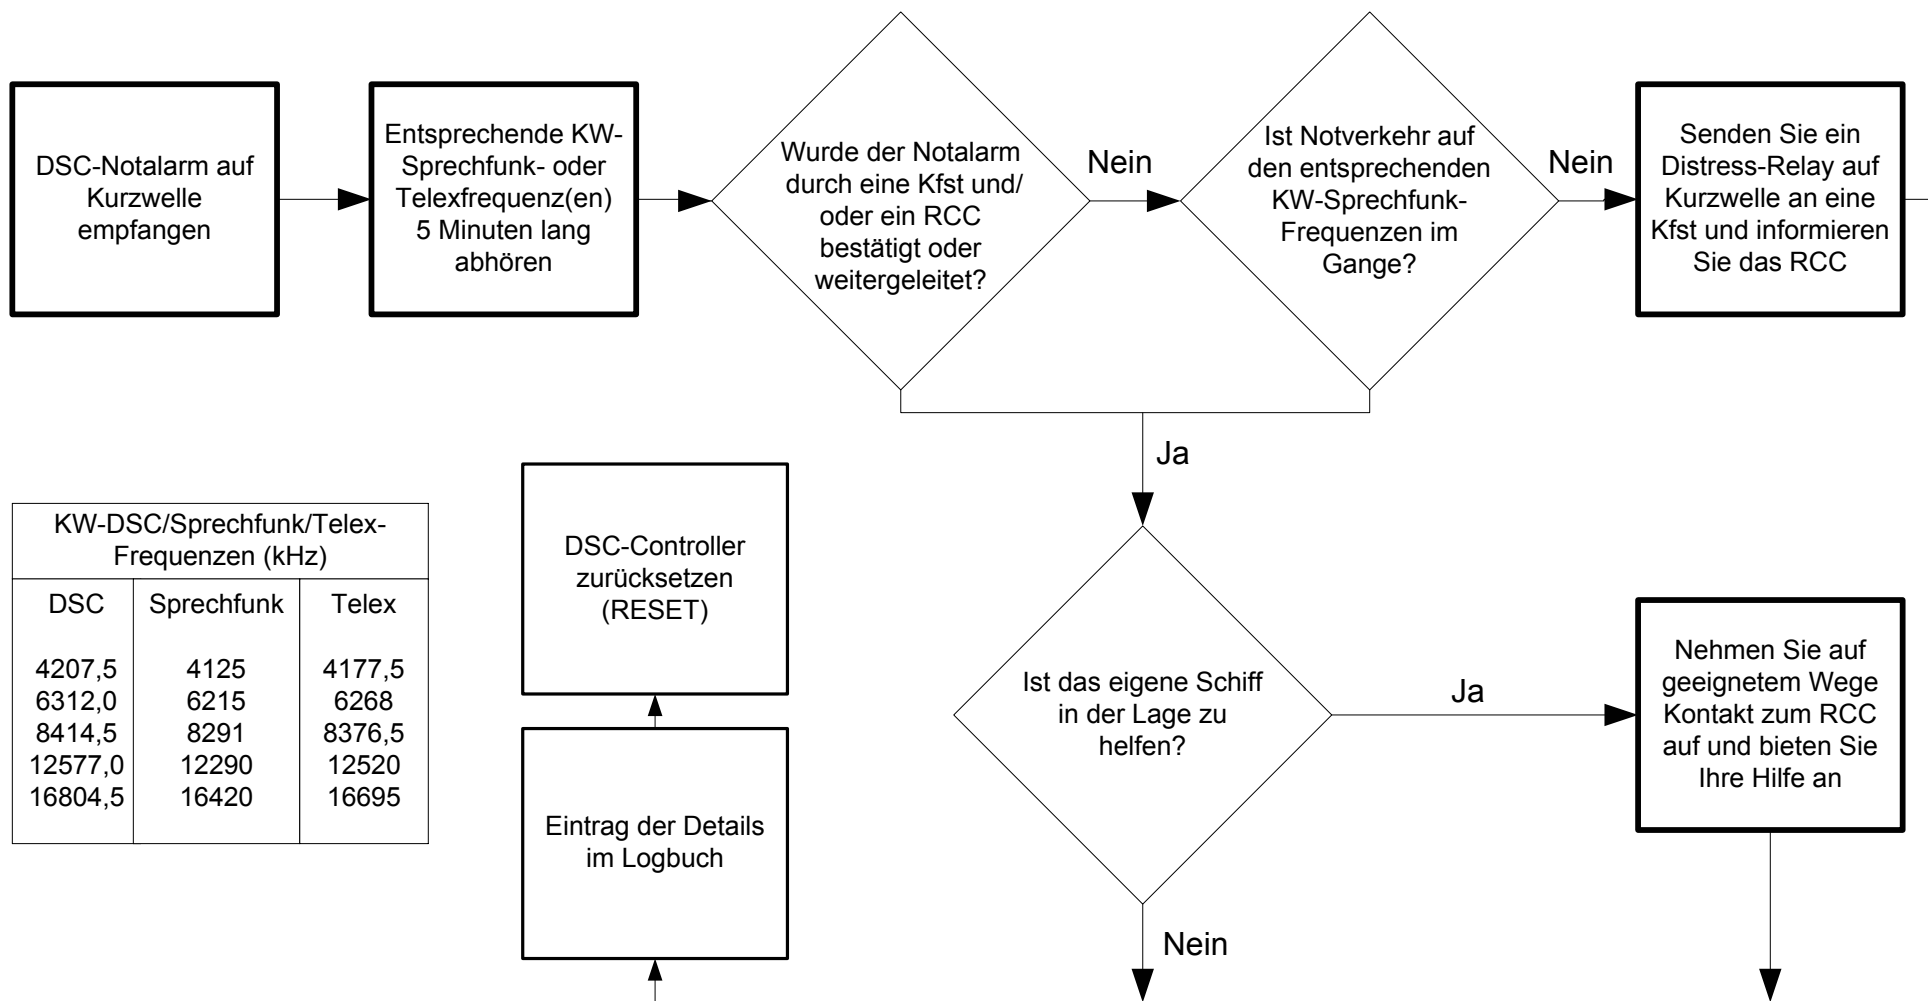 DSC-Notalarm auf
Kurzwelle
empfangen
Entsprechende KW-
Sprechfunk- oder
Telexfrequenz(en)
5 Minuten lang
abhören
Wurde der Notalarm
durch eine Kfst und/
oder ein RCC
bestätigt oder
weitergeleitet?
Nein
Ist Notverkehr auf
den entsprechenden
KW-Sprechfunk-
Frequenzen im
Gange?
Nein
Senden Sie ein
Distress-Relay auf
Kurzwelle an eine
Kfst und informieren
Sie das RCC
Ja
KW-DSC/Sprechfunk/Telex-
Frequenzen (kHz)
DSC Sprechfunk Telex
4207,5 4125 4177,5
6312,0 6215 6268
8414,5 8291 8376,5
12577,0 12290 12520
16804,5 16420 16695
DSC-Controller
zurücksetzen
(RESET)
Eintrag der Details
im Logbuch
Ist das eigene Schiff
in der Lage zu
helfen?
Ja
Nehmen Sie auf
geeignetem Wege
Kontakt zum RCC
auf und bieten Sie
Ihre Hilfe an
Nein